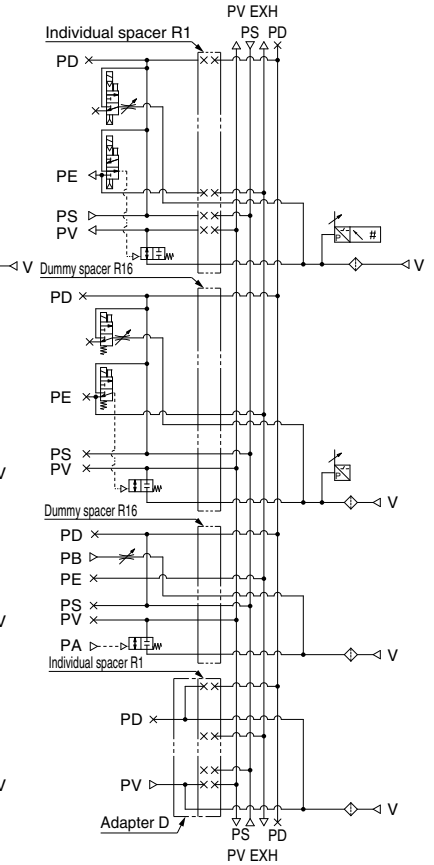 PV EXH
PS PD
Individual spacer R1
PD
PE
PS
PV
P
#
V
V
Dummy spacer R16
PD
PE
PS
PV
P
V
V
Dummy spacer R16
PD
PB
PE
PS
PV
PA
V
V
Individual spacer R1
PD
PV
V
V
Adapter D
PS PD
PV EXH